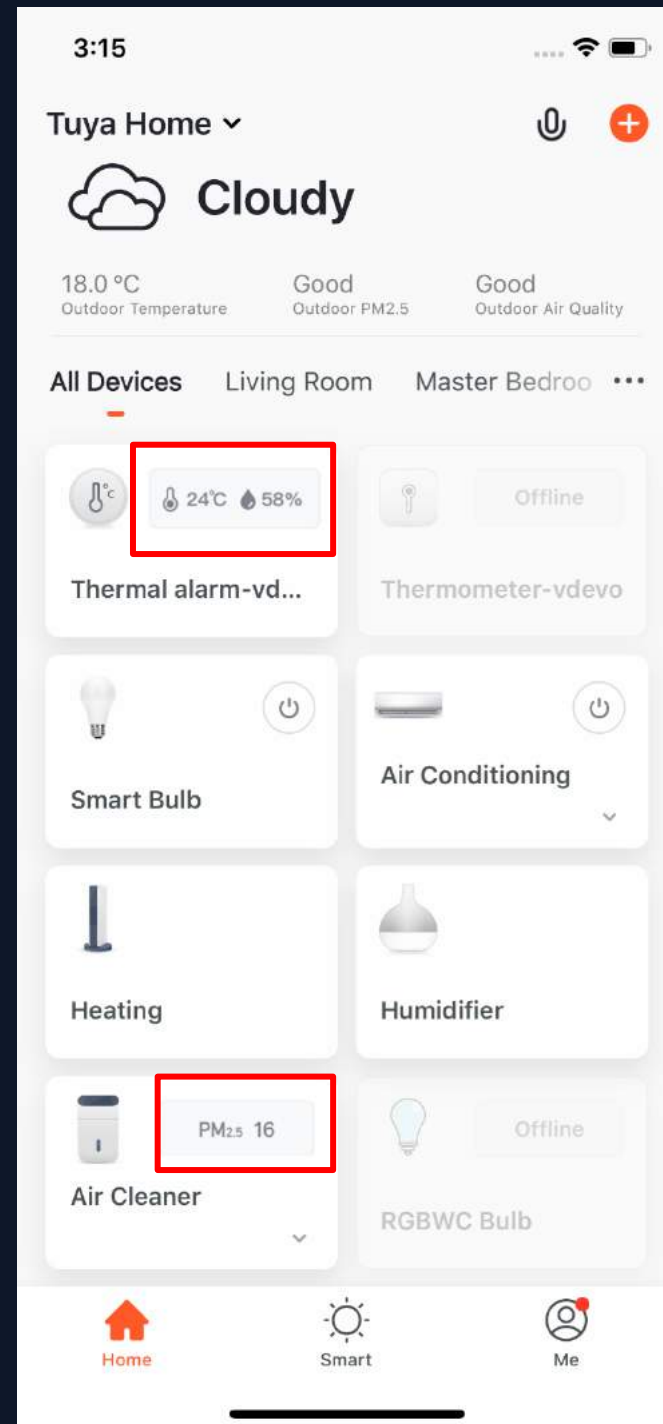 3:15
Tuya Home
Cloudy
18.0 °C Good Good
Outdoor Temperature Outdoor PM2.5 Outdoor Air Quality
All Devices Living Room Master Bedroo ...
°c 24℃ 58% Offline
Thermal alarm-vd... Thermometer-vdevo
Smart Bulb Air Conditioning
Heating Humidifier
PM2.5 16 Offline
Air Cleaner RGBWC Bulb
Home Smart Me